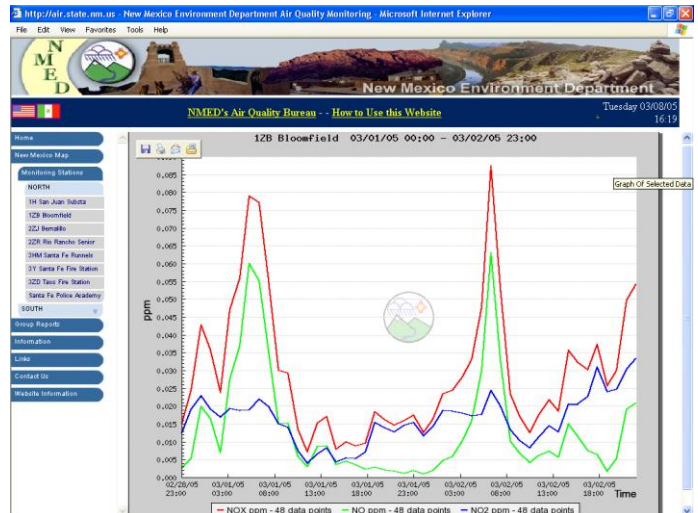 http://air.state.nm.us - New Mexico Environment Department Air Quality Monitoring - Microsoft Internet Explorer
File Edit View Favorites Tools Help
N
M
E
D
New Mexico Environment Department
NMED's Air Quality Bureau - - How to Use this Website
Tuesday 03/08/05
16:19
Home
New Mexico Map
Monitoring Stations
NORTH
1H San Juan Substa
1ZB Bloomfield
2ZJ Bernalillo
2ZR Rio Rancho Senior
3HM Santa Fe Runnels
3Y Santa Fe Fire Station
3ZD Taos Fire Station
Santa Fe Police Academy
SOUTH
Group Reports
Information
Links
Contact Us
Website Information
1ZB Bloomfield 03/01/05 00:00 - 03/02/05 23:00
Graph Of Selected Data
0.085
0.080
0.075
0.070
0.065
0.060
0.055
0.050
0.045
0.040
0.035
0.030
0.025
0.020
0.015
0.010
0.005
0.000
ppm
02/28/05 03/01/05 03/01/05 03/01/05 03/01/05 03/01/05 03/02/05 03/02/05 03/02/05 03/02/05
23:00 03:00 08:00 13:00 18:00 23:00 03:00 08:00 13:00 18:00 Time
NOX ppm - 48 data points NO ppm - 48 data points NO2 ppm - 48 data points